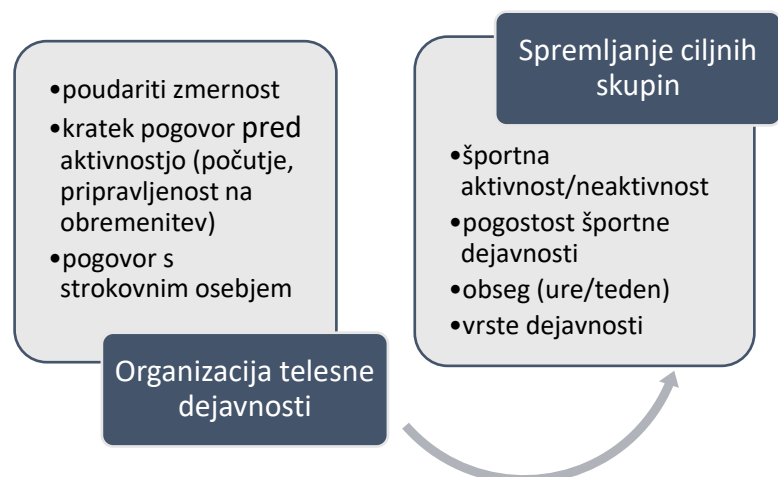 •poudariti zmernost
•kratek pogovor pred
aktivnostjo (počutje,
pripravljenost na
obremenitev)
•pogovor s
strokovnim osebjem
Organizacija telesne
dejavnosti
Spremljanje ciljnih
skupin
•športna
aktivnost/neaktivnost
•pogostost športne
dejavnosti
•obseg (ure/teden)
•vrste dejavnosti